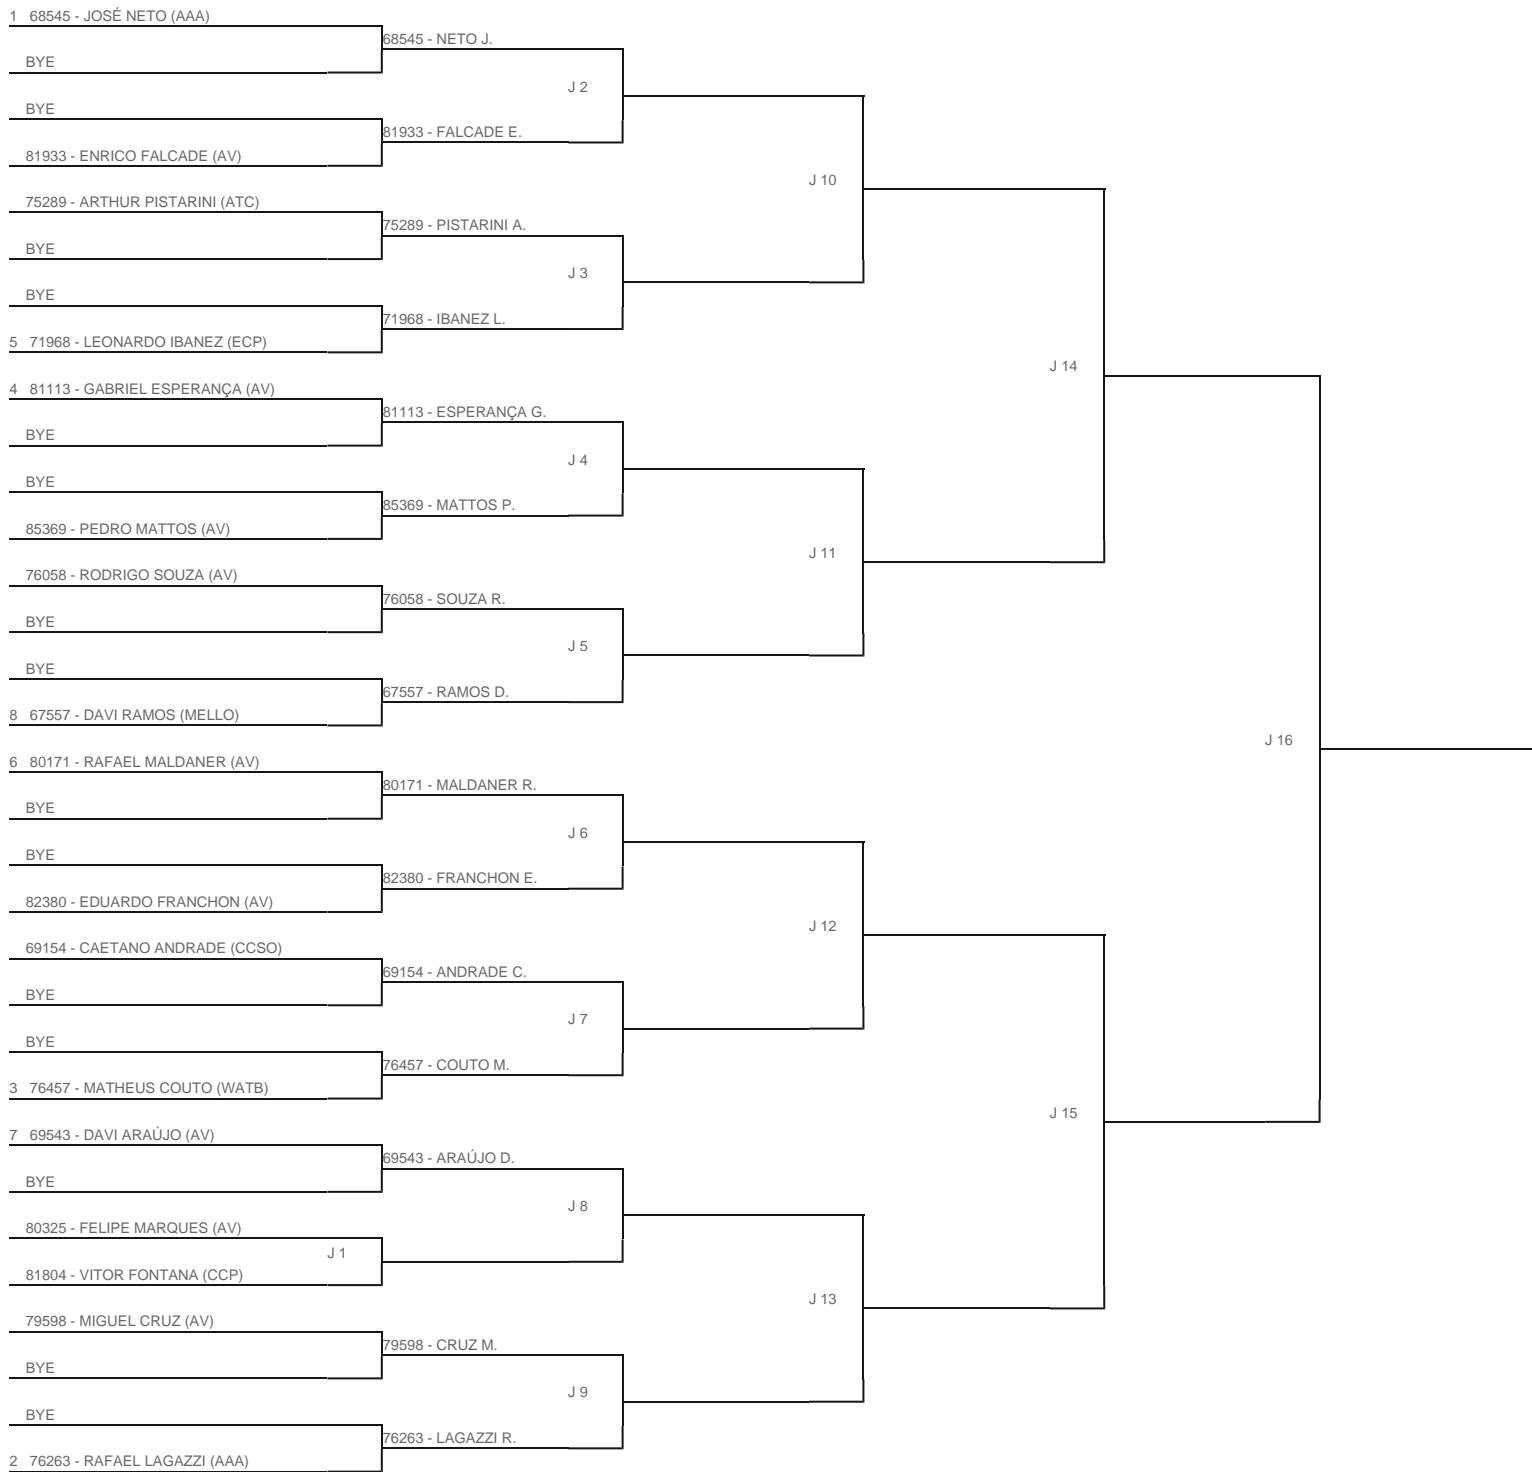 1 68545 - JOSÉ NETO (AAA)
68545 - NETO J.
BYE
J 2
BYE
81933 - FALCADE E.
81933 - ENRICO FALCADE (AV)
J 10
75289 - ARTHUR PISTARINI (ATC)
75289 - PISTARINI A.
BYE
J 3
BYE
71968 - IBANEZ L.
5 71968 - LEONARDO IBANEZ (ECP)
J 14
4 81113 - GABRIEL ESPERANÇA (AV)
81113 - ESPERANÇA G.
BYE
J 4
BYE
85369 - MATTOS P.
85369 - PEDRO MATTOS (AV)
J 11
76058 - RODRIGO SOUZA (AV)
76058 - SOUZA R.
BYE
J 5
BYE
67557 - RAMOS D.
8 67557 - DAVI RAMOS (MELLO)
J 16
6 80171 - RAFAEL MALDANER (AV)
80171 - MALDANER R.
BYE
J 6
BYE
82380 - FRANCHON E.
82380 - EDUARDO FRANCHON (AV)
J 12
69154 - CAETANO ANDRADE (CCSO)
69154 - ANDRADE C.
BYE
J 7
BYE
76457 - COUTO M.
3 76457 - MATHEUS COUTO (WATB)
J 15
7 69543 - DAVI ARAÚJO (AV)
69543 - ARAÚJO D.
BYE
J 8
80325 - FELIPE MARQUES (AV)
J 1
81804 - VITOR FONTANA (CCP)
J 13
79598 - MIGUEL CRUZ (AV)
79598 - CRUZ M.
BYE
J 9
BYE
76263 - LAGAZZI R.
2 76263 - RAFAEL LAGAZZI (AAA)